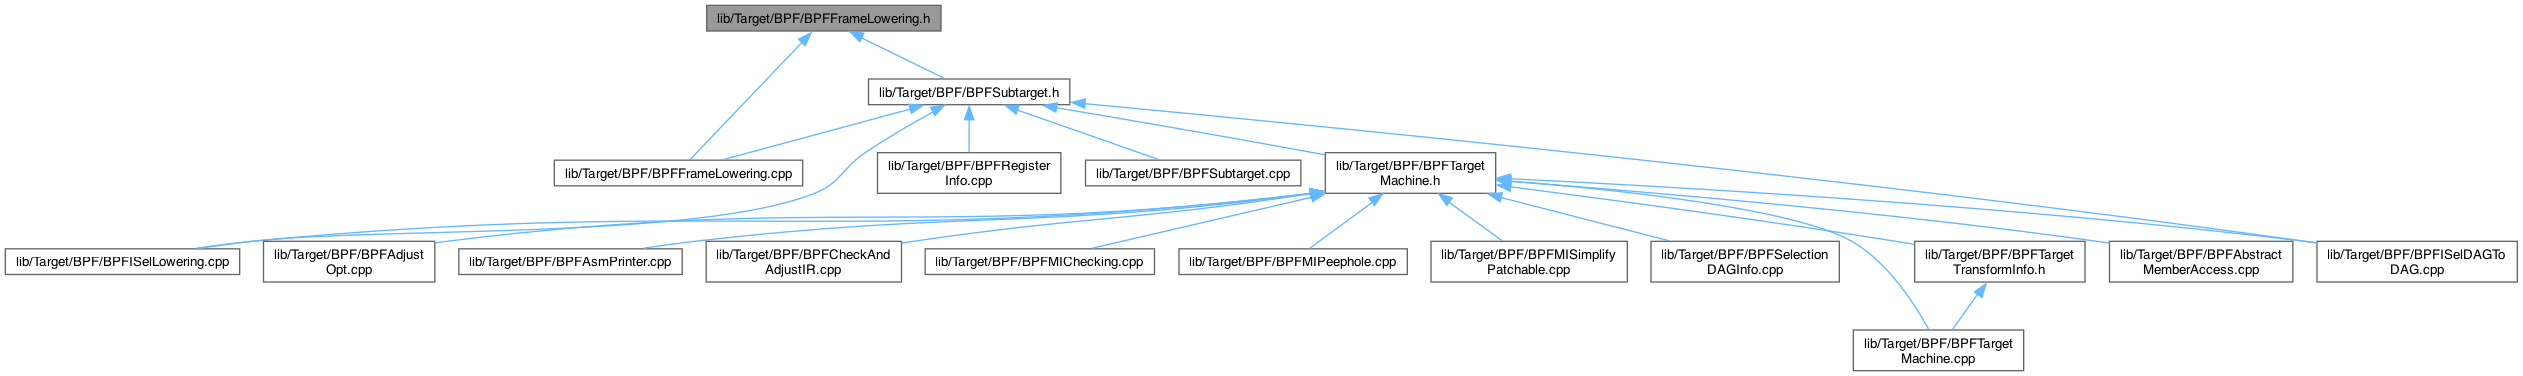 lib/Target/BPF/BPFFrameLowering.h
lib/Target/BPF/BPFSubtarget.h
lib/Target/BPF/BPFFrameLowering.cpp
lib/Target/BPF/BPFRegister
Info.cpp
lib/Target/BPF/BPFSubtarget.cpp
lib/Target/BPF/BPFTarget
Machine.h
lib/Target/BPF/BPFISelLowering.cpp
lib/Target/BPF/BPFAdjust
Opt.cpp
lib/Target/BPF/BPFAsmPrinter.cpp
lib/Target/BPF/BPFCheckAnd
AdjustIR.cpp
lib/Target/BPF/BPFMIChecking.cpp
lib/Target/BPF/BPFMIPeephole.cpp
lib/Target/BPF/BPFMISimplify
Patchable.cpp
lib/Target/BPF/BPFSelection
DAGInfo.cpp
lib/Target/BPF/BPFTarget
TransformInfo.h
lib/Target/BPF/BPFAbstract
MemberAccess.cpp
lib/Target/BPF/BPFISelDAGTo
DAG.cpp
lib/Target/BPF/BPFTarget
Machine.cpp